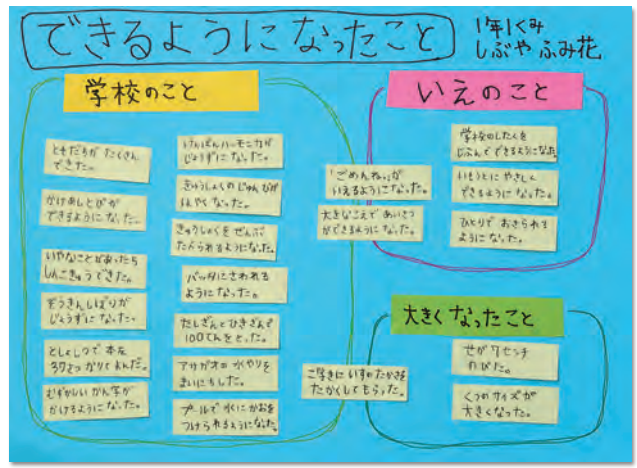 できるようになったこと
1年1くみ
しぶや ふみ花
学校のこと
ともだちが たくさん
できた。
かけあしとびが
できるようになった。
いやなことがあったら
しんこきゅうできた。
ぞうきんしぼりが
じょうずになった。
としょしつで 本を
37さつ かりて よんだ。
むずかしい かん字が
かけるようになった。
けんばんハーモニカが
じょうずになった。
きゅうしょくの じゅんびが
はやくなった。
きゅうしょくを ぜんぶ
たべられるようになった。
バッタに さわれる
ようになった。
たしざんと ひきざんで
100てんを とった。
アサガオの 水やりを
まいにちした。
プールで 水に かおを
つけられるようになった。
「ごめんね」が
いえるようになった。
大きなこえで あいさつ
ができるようになった。
いえのこと
学校のしたくを
じぶんで できるようになった。
いもうとに やさしく
できるようになった。
ひとりで おきられる
ようになった。
大きくなったこと
せが 7センチ
のびた。
くつの サイズが
大きくなった。
いすの たかさを
たかくしてもらった。